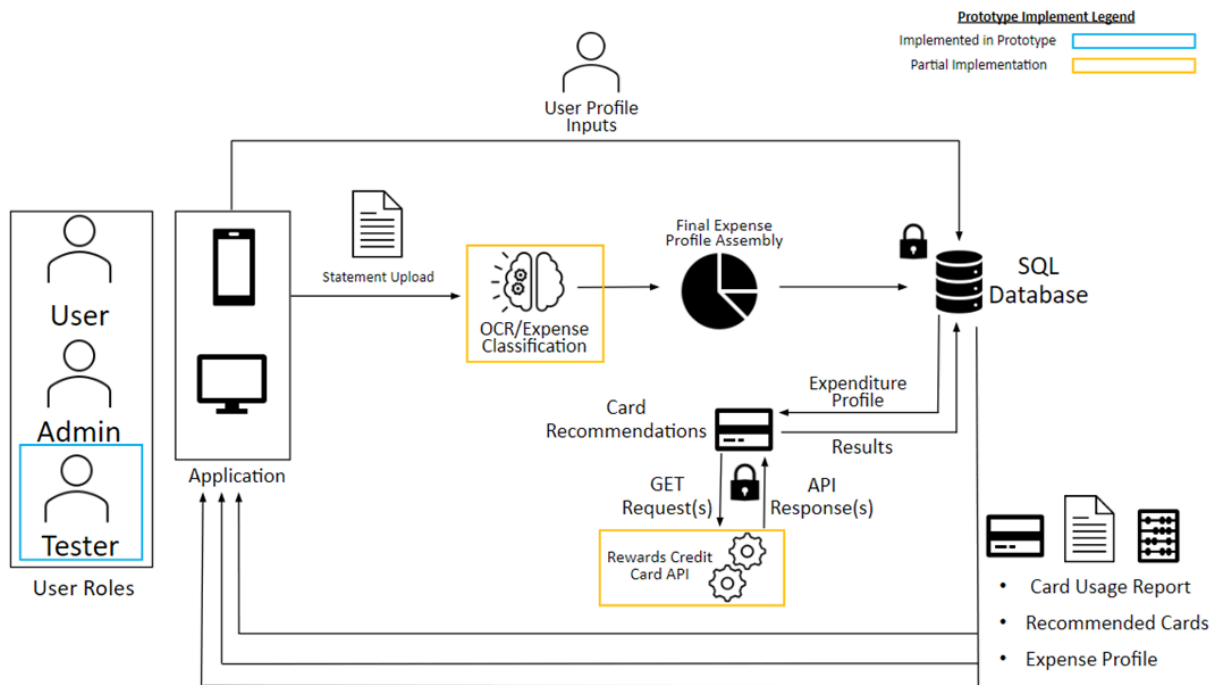 Prototype Implement Legend
Implemented in Prototype
Partial Implementation
User Profile
Inputs
User
Admin
Tester
User Roles
Application
Statement Upload
OCR/Expense
Classification
Final Expense
Profile Assembly
SQL
Database
Expenditure
Profile
Card
Recommendations
Results
GET
Request(s)
API
Response(s)
Rewards Credit
Card API
• Card Usage Report
• Recommended Cards
• Expense Profile